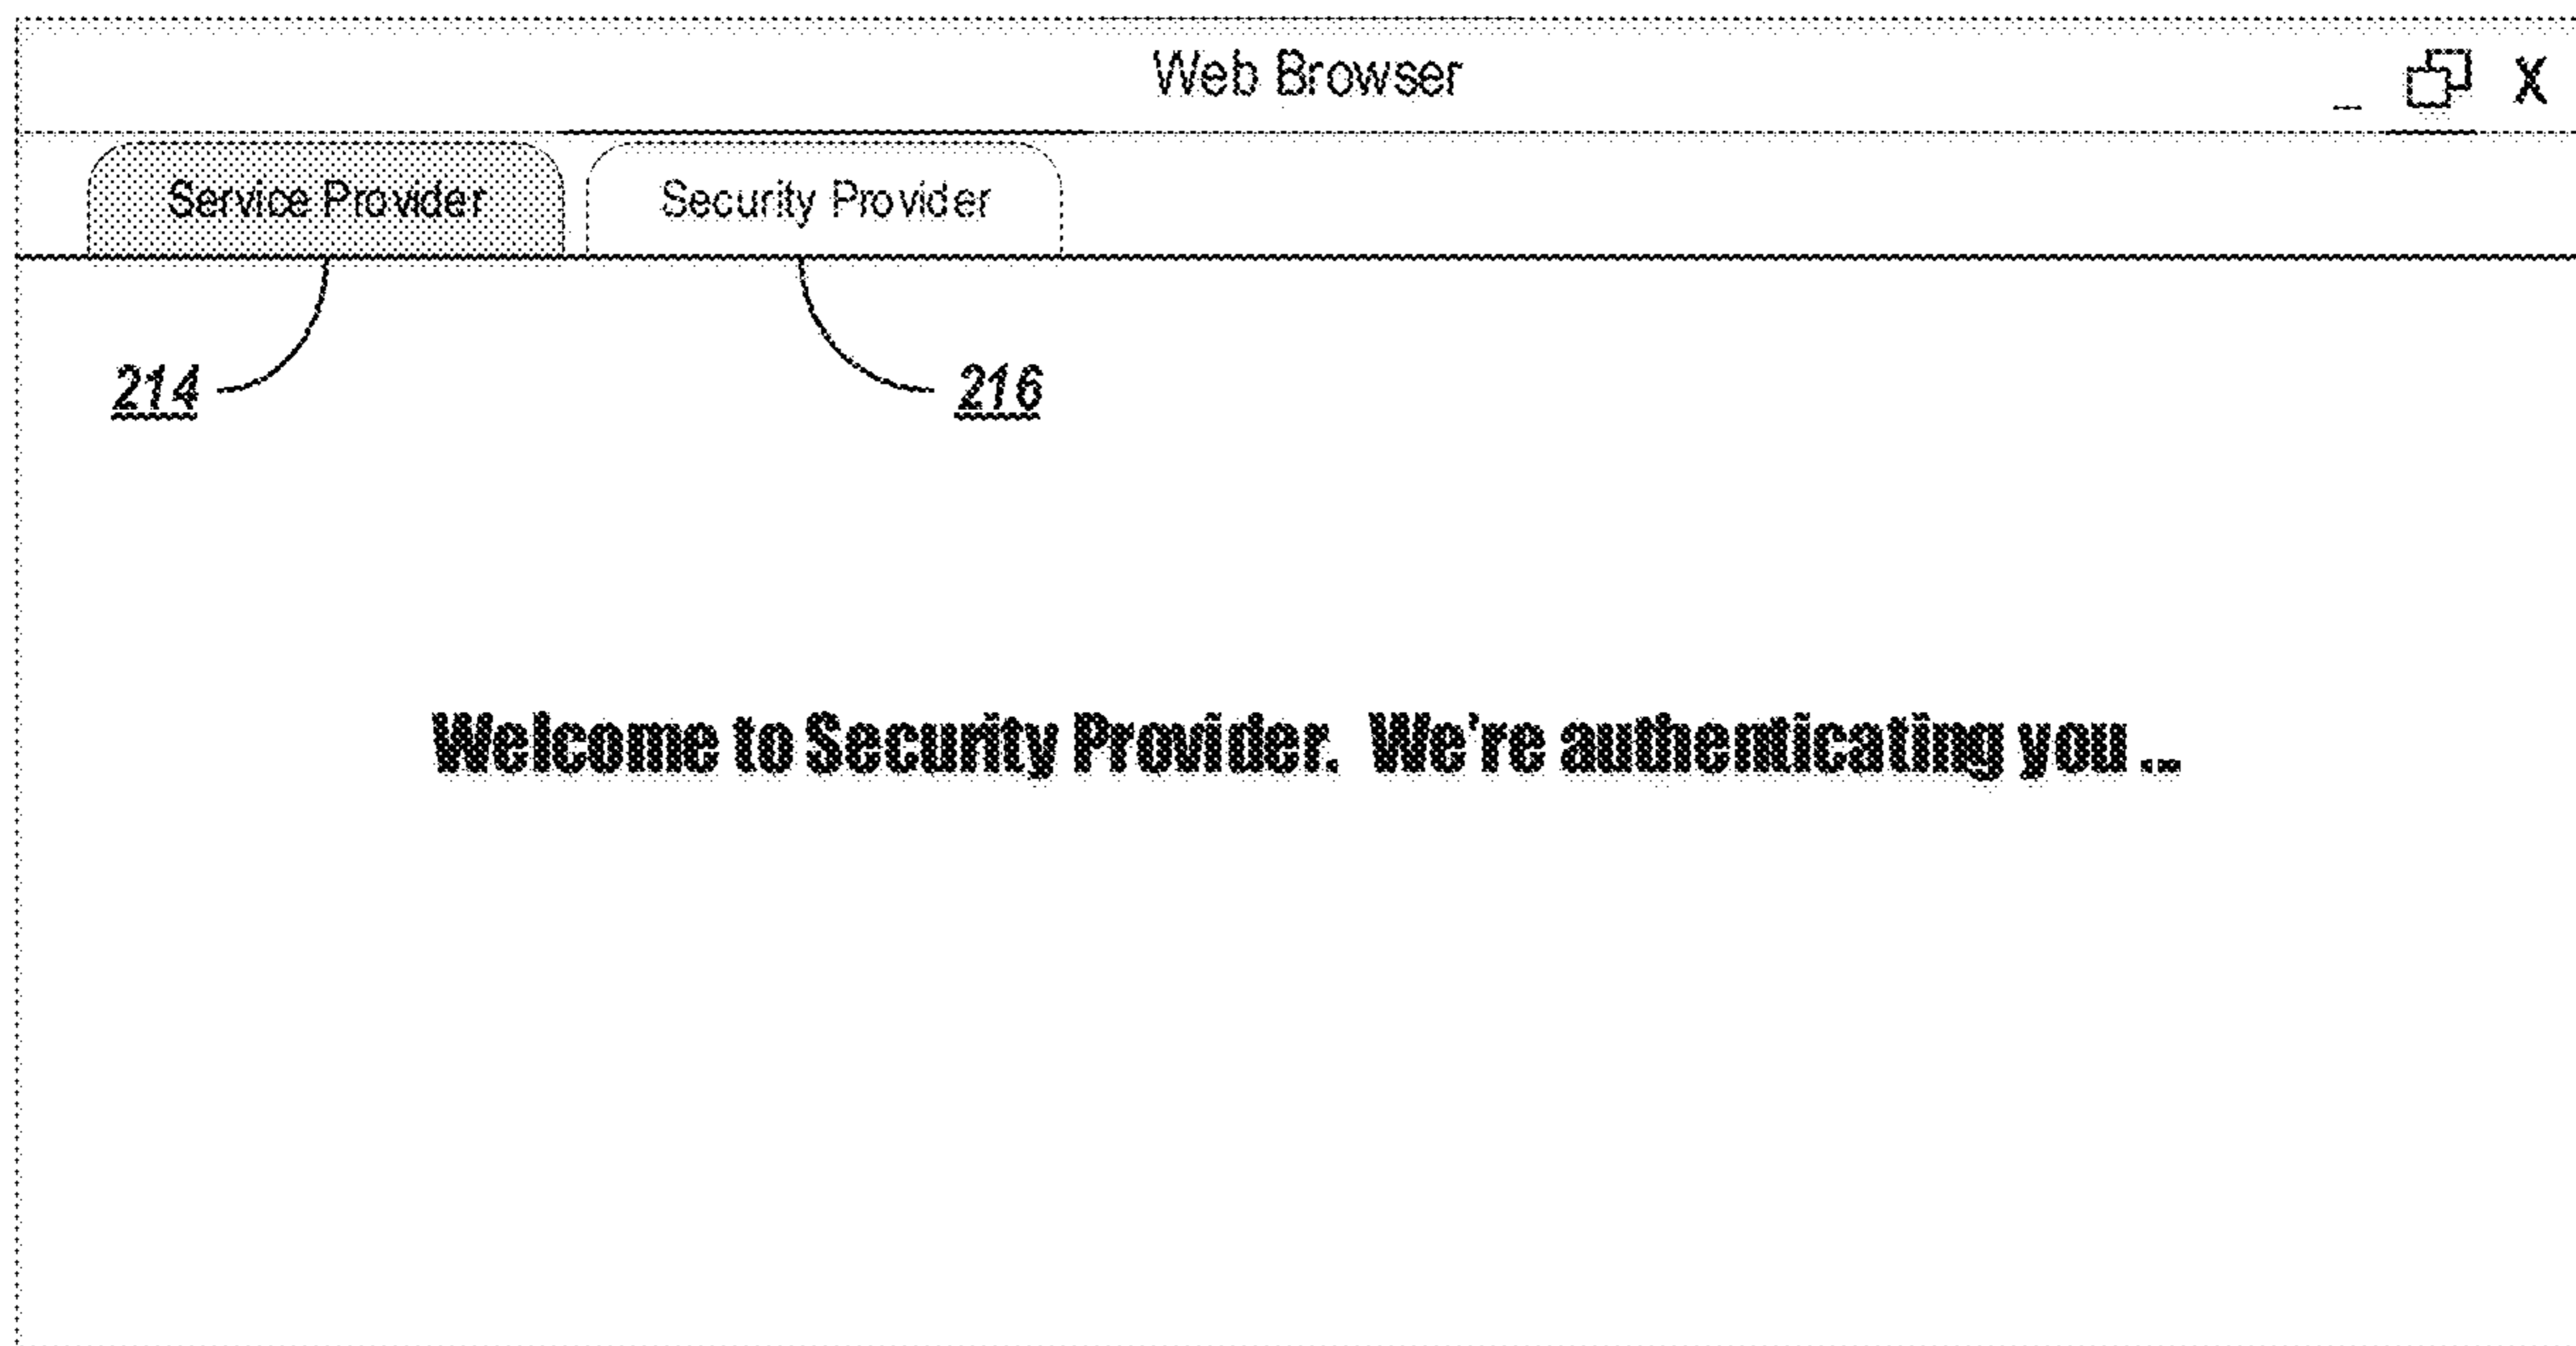 Web Browser _ X
Service Provider Security Provider
214 216
Welcome to Security Provider. We're authenticating you ...